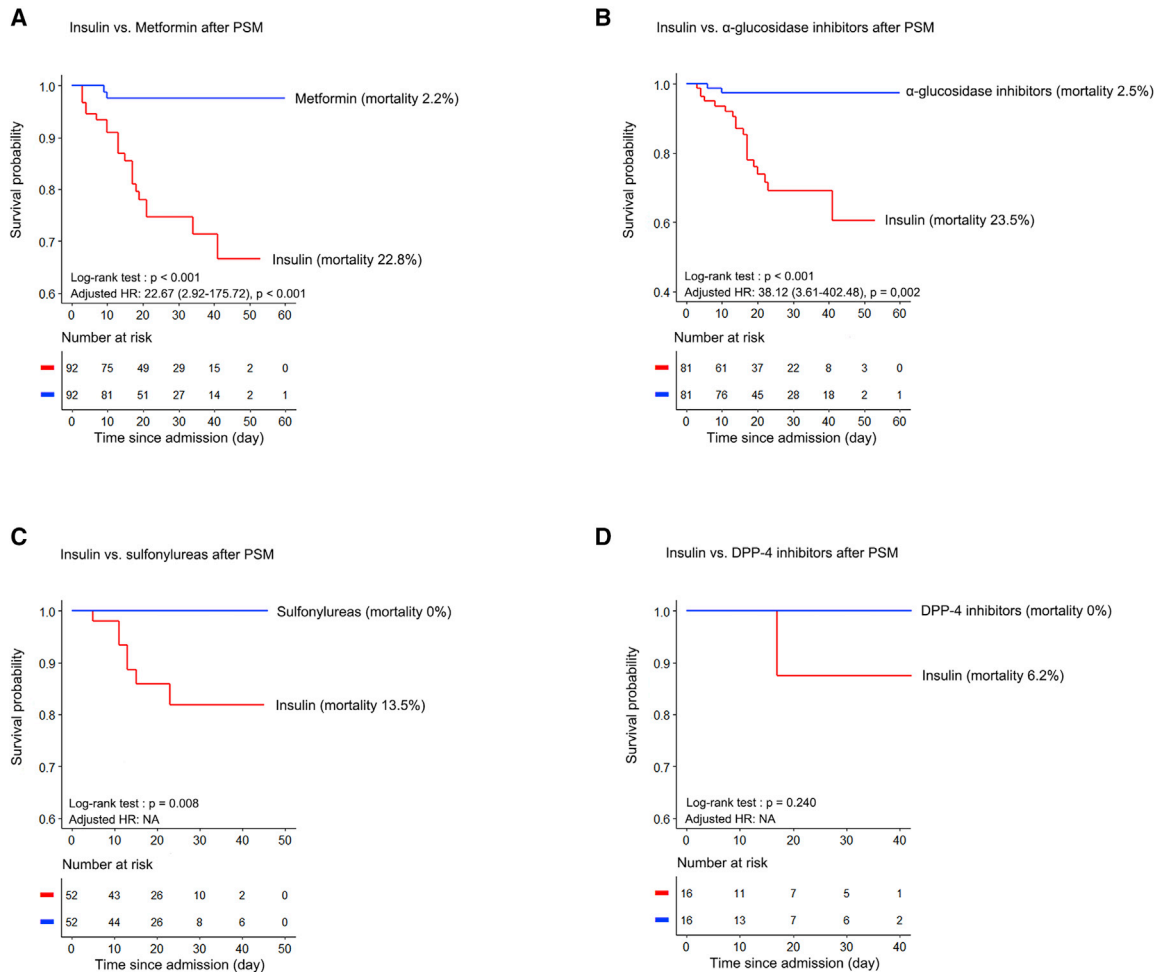 A
Insulin vs. Metformin after PSM
Survival probability
1.0
0.9
0.8
0.7
0.6
Metformin (mortality 2.2%)
Insulin (mortality 22.8%)
Log-rank test : p < 0.001
Adjusted HR: 22.67 (2.92-175.72), p < 0.001
0 10 20 30 40 50 60
Number at risk
92 75 49 29 15 2 0
92 81 51 27 14 2 1
0 10 20 30 40 50 60
Time since admission (day)
B
Insulin vs. α-glucosidase inhibitors after PSM
Survival probability
1.0
0.8
0.6
0.4
α-glucosidase inhibitors (mortality 2.5%)
Insulin (mortality 23.5%)
Log-rank test : p < 0.001
Adjusted HR: 38.12 (3.61-402.48), p = 0,002
0 10 20 30 40 50 60
Number at risk
81 61 37 22 8 3 0
81 76 45 28 18 2 1
0 10 20 30 40 50 60
Time since admission (day)
C
Insulin vs. sulfonylureas after PSM
Survival probability
1.0
0.9
0.8
0.7
0.6
Sulfonylureas (mortality 0%)
Insulin (mortality 13.5%)
Log-rank test : p = 0.008
Adjusted HR: NA
0 10 20 30 40 50
Number at risk
52 43 26 10 2 0
52 44 26 8 6 0
0 10 20 30 40 50
Time since admission (day)
D
Insulin vs. DPP-4 inhibitors after PSM
Survival probability
1.0
0.9
0.8
0.7
0.6
DPP-4 inhibitors (mortality 0%)
Insulin (mortality 6.2%)
Log-rank test : p = 0.240
Adjusted HR: NA
0 10 20 30 40
Number at risk
16 11 7 5 1
16 13 7 6 2
0 10 20 30 40
Time since admission (day)